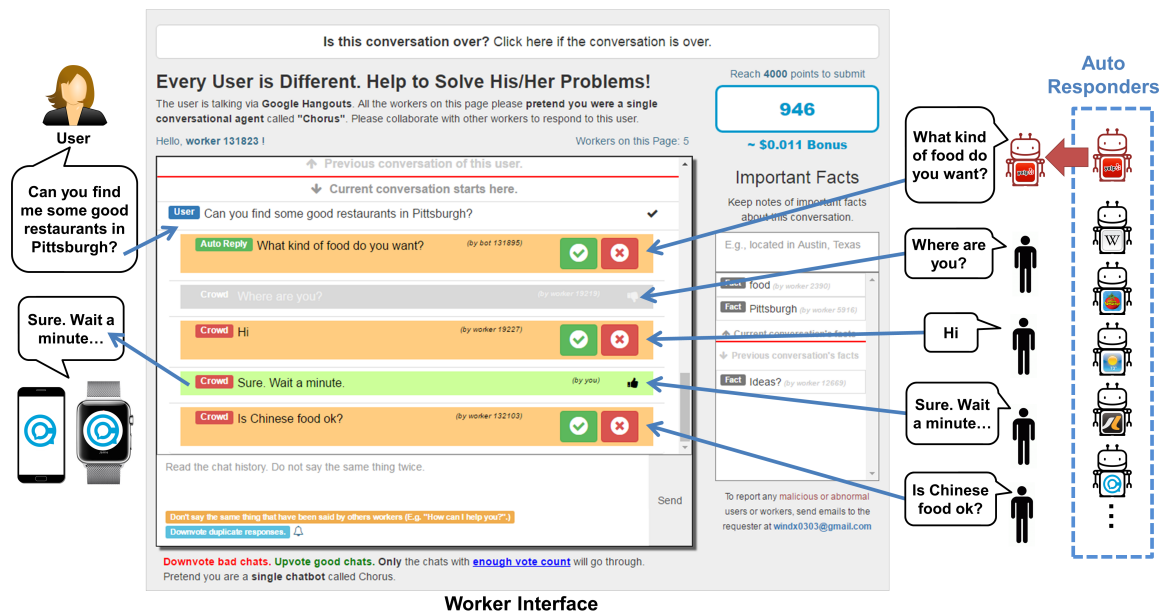 User
Can you find
me some good
restaurants in
Pittsburgh?
Sure. Wait a
minute…
Is this conversation over? Click here if the conversation is over.
Every User is Different. Help to Solve His/Her Problems!
The user is talking via Google Hangouts. All the workers on this page please pretend you were a single
conversational agent called "Chorus". Please collaborate with other workers to respond to this user.
Hello, worker 131823 !
Workers on this Page: 5
Previous conversation of this user.
Current conversation starts here.
User Can you find some good restaurants in Pittsburgh?
Auto Reply What kind of food do you want? (by bot 131895)
Crowd Where are you? (by worker 19219)
Crowd Hi (by worker 19227)
Crowd Sure. Wait a minute. (by you)
Crowd Is Chinese food ok? (by worker 132103)
Read the chat history. Do not say the same thing twice.
Send
Don't say the same thing that have been said by others workers (E.g. "How can I help you?".)
Downvote duplicate responses.
Downvote bad chats. Upvote good chats. Only the chats with enough vote count will go through.
Pretend you are a single chatbot called Chorus.
Reach 4000 points to submit
946
~ $0.011 Bonus
Important Facts
Keep notes of important facts
about this conversation.
E.g., located in Austin, Texas
Fact food (by worker 2390)
Fact Pittsburgh (by worker 5916)
Current conversation's facts
Previous conversation's facts
Fact Ideas? (by worker 12669)
To report any malicious or abnormal
users or workers, send emails to the
requester at windx0303@gmail.com
Worker Interface
What kind
of food do
you want?
Where are
you?
Hi
Sure. Wait
a minute…
Is Chinese
food ok?
Auto
Responders
yelp
yelp
W